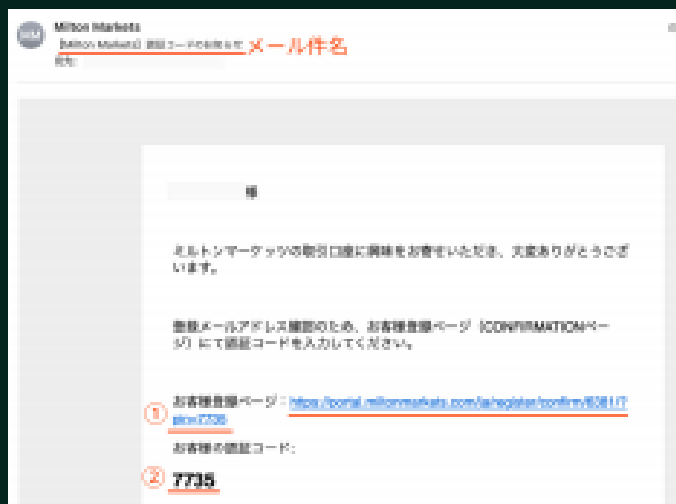 Milton Markets
【Milton Markets】認証コードのお知らせ メール件名
宛先:
様
ミルトンマーケッツの取引口座に興味をお寄せいただき、大変ありがとうござ
います。
登録メールアドレス確認のため、お客様登録ページ（CONFIRMATIONペー
ジ）にて認証コードを入力してください。
① お客様登録ページ：https://portal.miltonmarkets.com/ja/register/confirm/6381/?
pin=7735
お客様の認証コード:
② 7735